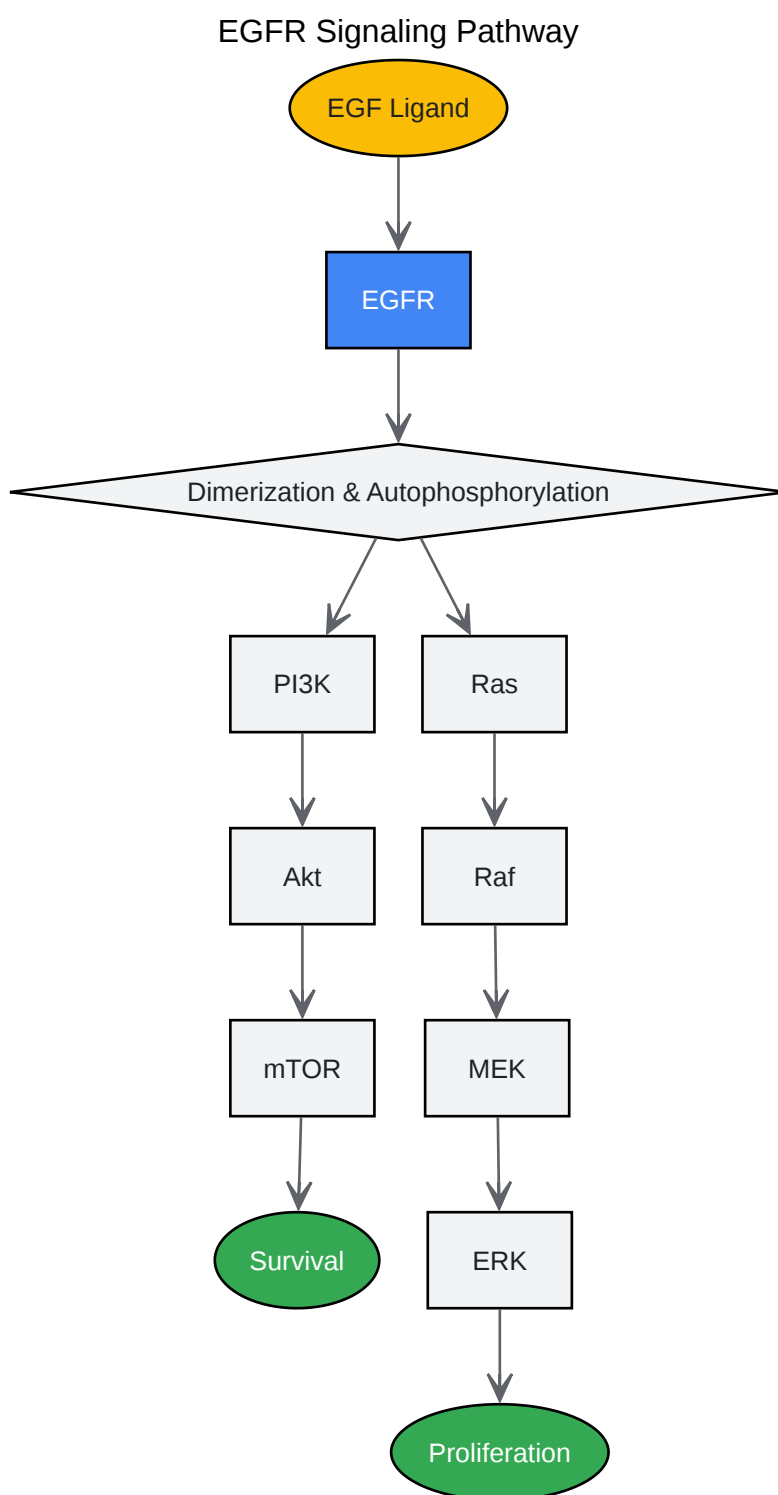 EGFR Signaling Pathway
EGF Ligand
EGFR
Dimerization & Autophosphorylation
PI3K
Ras
Akt
Raf
mTOR
MEK
Survival
ERK
Proliferation